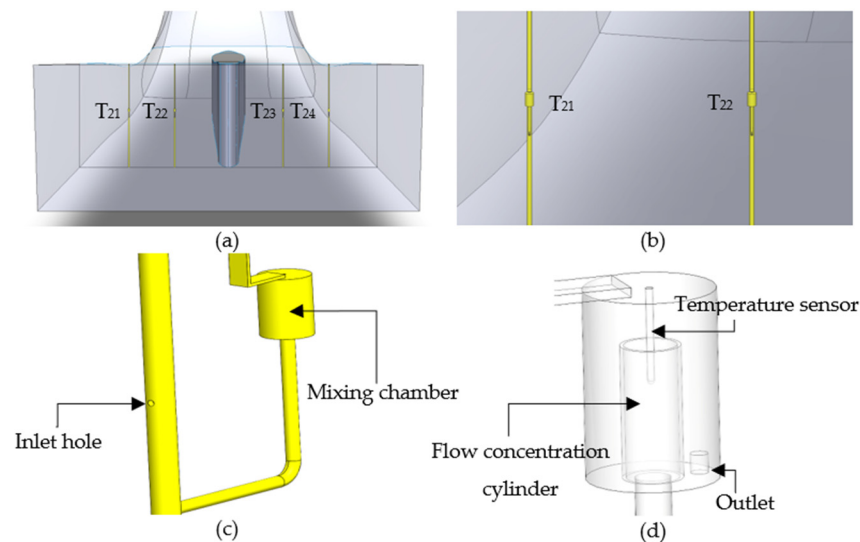 T21
T22
T23
T24
(a)
T21
T22
(b)
Inlet hole
Mixing chamber
(c)
Temperature sensor
Flow concentration
cylinder
Outlet
(d)